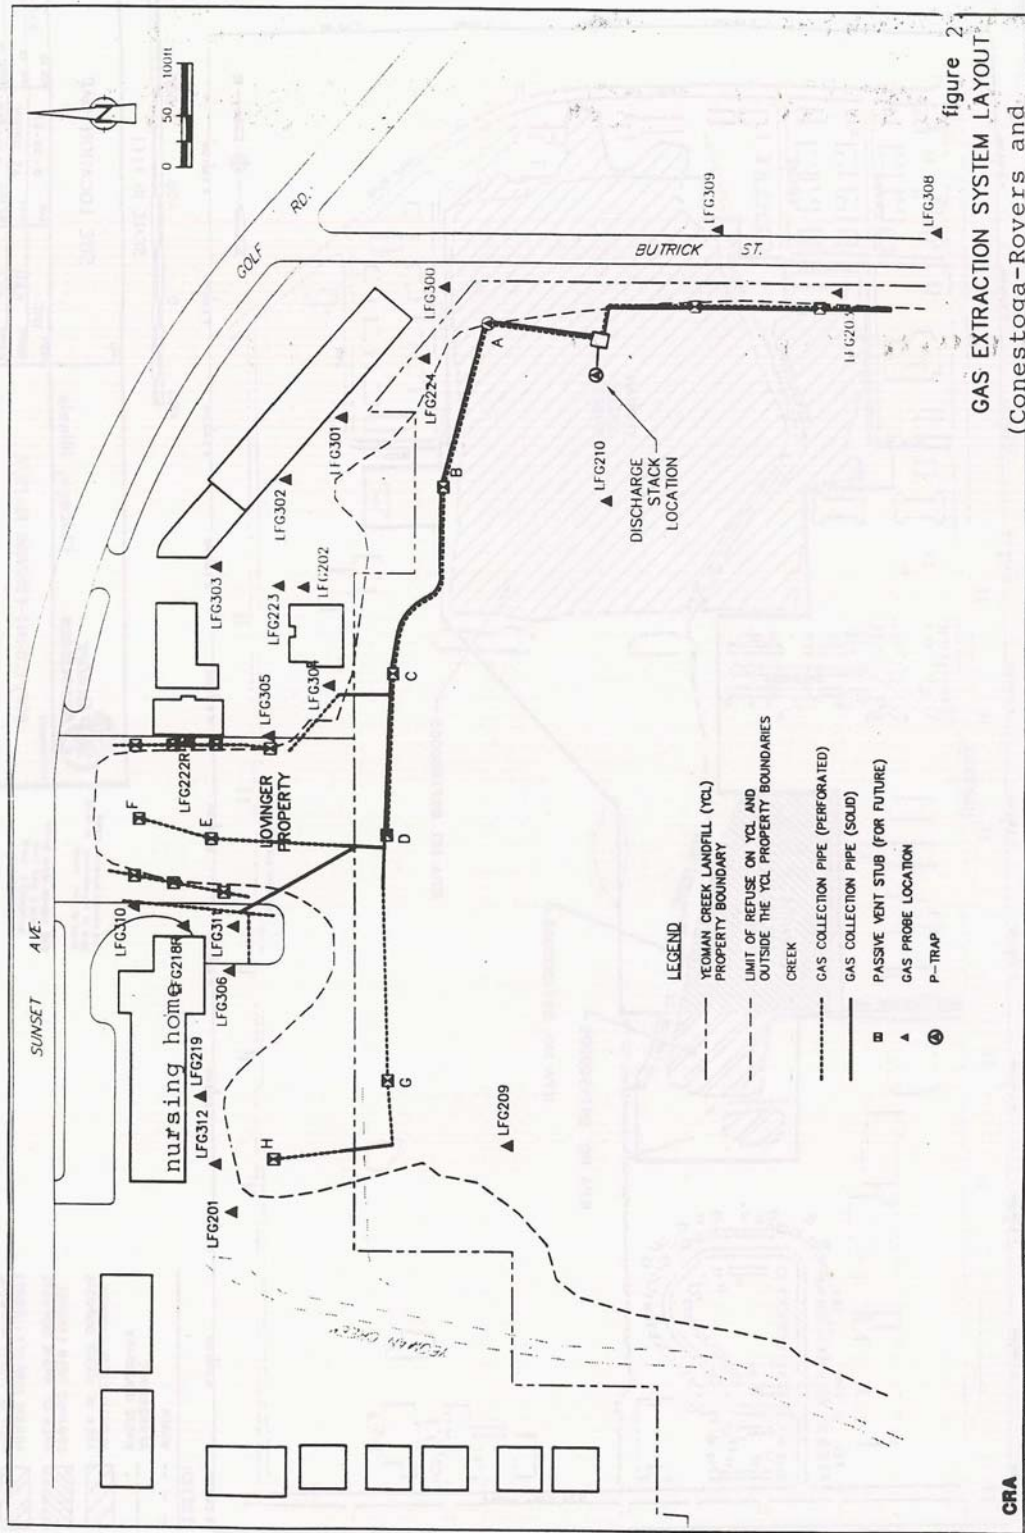 figure 2.
GAS EXTRACTION SYSTEM LAYOUT
(Conestoga-Rovers and
CRA
N
0 50 100ft
SUNSET AVE.
GOLF RD.
BUTRICK ST.
nursing home
PROPERTY
YEOMAN CREEK
LFG310
LFG218R
LFG311
LFG306
LFG219
LFG312
LFG201
LFG222R
LFG305
LFG304
LFG303
LFG223
LFG202
LFG302
LFG301
LFG224
LFG300
LFG309
LFG308
LFG210
LFG209
A
B
C
D
E
F
G
H
DISCHARGE
STACK
LOCATION
LEGEND
YEOMAN CREEK LANDFILL (YCL)
PROPERTY BOUNDARY
LIMIT OF REFUSE ON YCL AND
OUTSIDE THE YCL PROPERTY BOUNDARIES
CREEK
GAS COLLECTION PIPE (PERFORATED)
GAS COLLECTION PIPE (SOLID)
PASSIVE VENT STUB (FOR FUTURE)
GAS PROBE LOCATION
P-TRAP